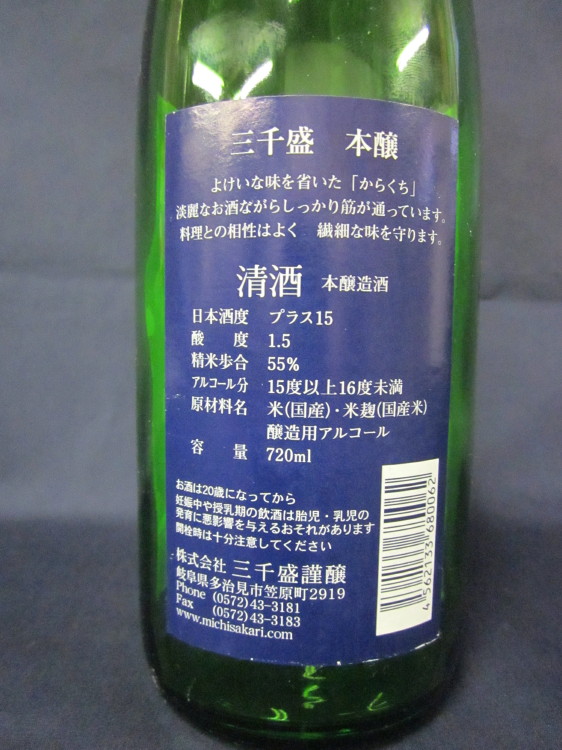 三千盛 本醸
よけいな味を省いた「からくち」
淡麗なお酒ながらしっかり筋が通っています。
料理との相性はよく 繊細な味を守ります。
清酒 本醸造酒
日本酒度 プラス15
酸度 1.5
精米歩合 55%
アルコール分 15度以上16度未満
原材料名 米(国産)・米麹(国産米)
醸造用アルコール
容量 720ml
お酒は20歳になってから
妊娠中や授乳期の飲酒は胎児・乳児の
発育に悪影響を与えるおそれがあります
開栓時は十分注意してください
株式会社 三千盛謹醸
岐阜県多治見市笠原町2919
Phone (0572)43-3181
Fax (0572)43-3183
www.michisakari.com
4562133680062